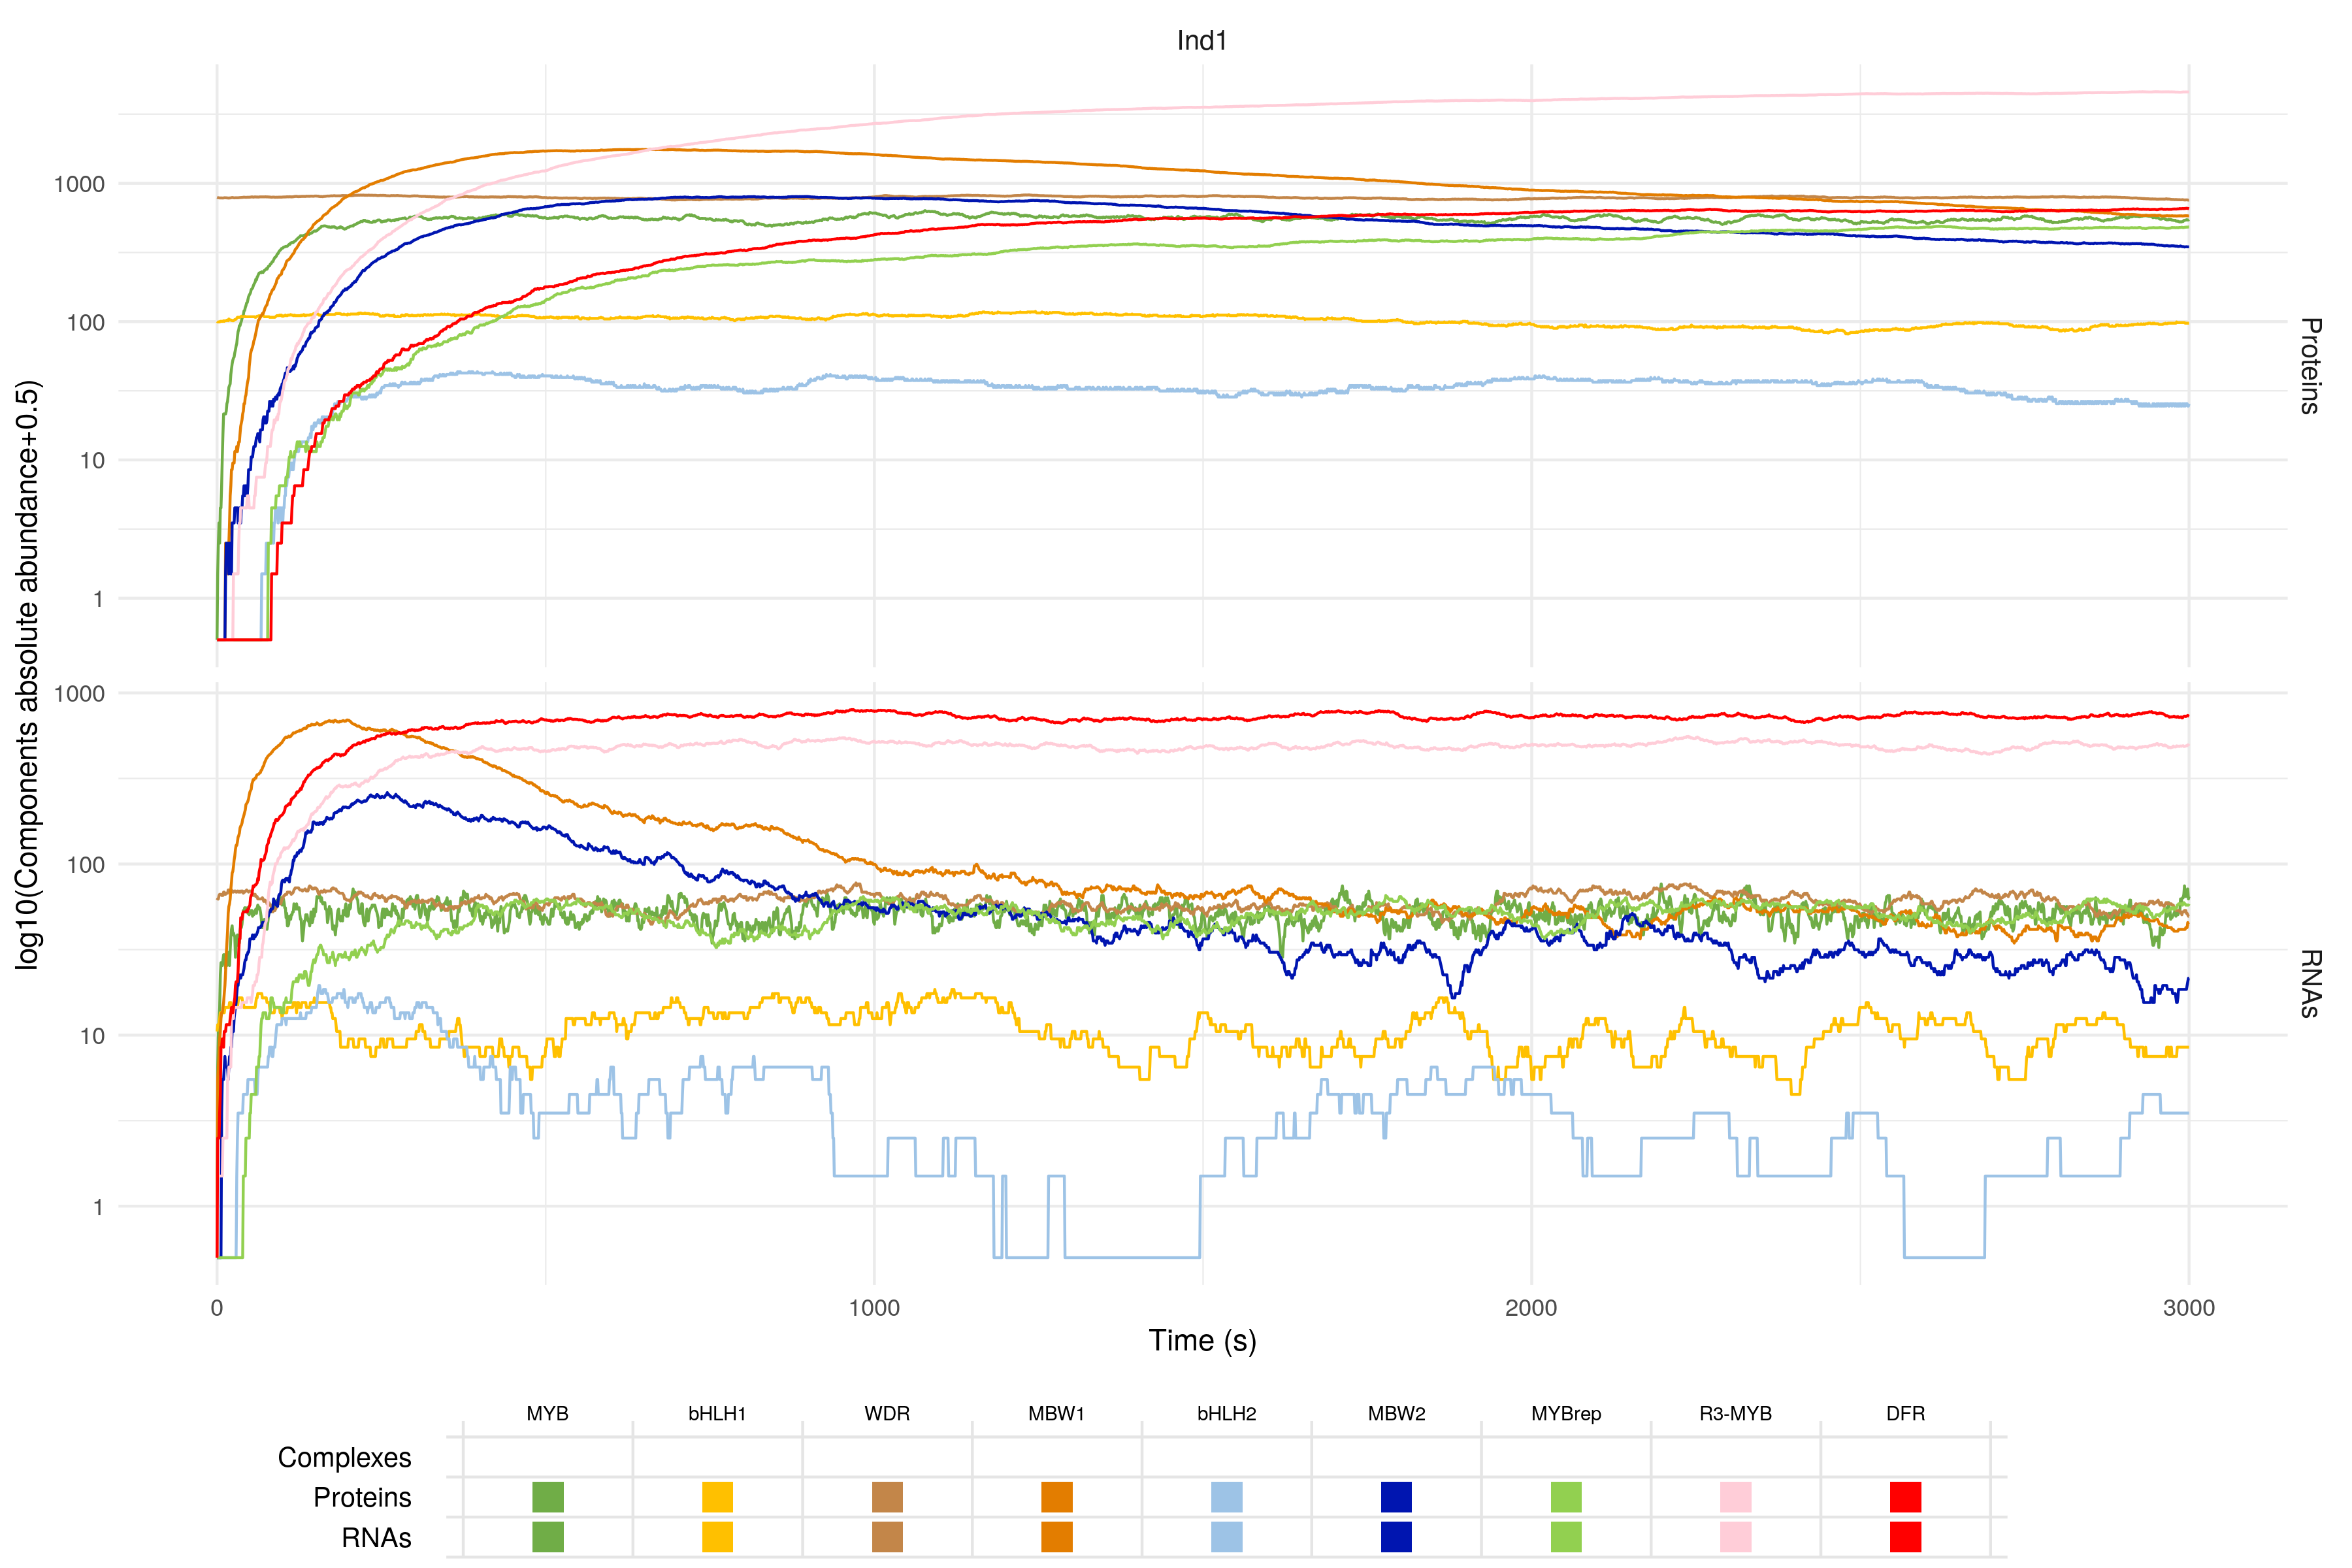 Ind1
log10(Components absolute abundance+0.5)
1000
100
10
1
Proteins
1000
100
10
1
RNAs
0 1000 2000 3000
Time (s)
MYB bHLH1 WDR MBW1 bHLH2 MBW2 MYBrep R3-MYB DFR
Complexes
Proteins
RNAs